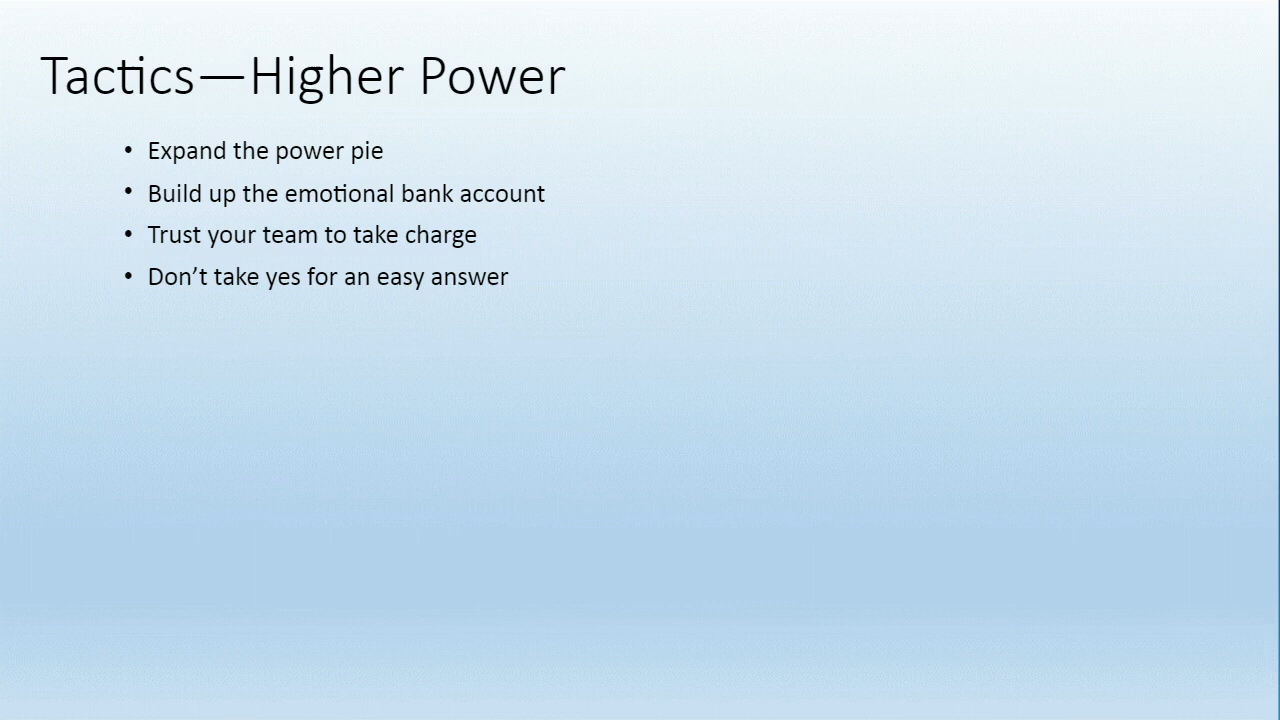 Tactics—Higher Power
• Expand the power pie
• Build up the emotional bank account
• Trust your team to take charge
• Don’t take yes for an easy answer